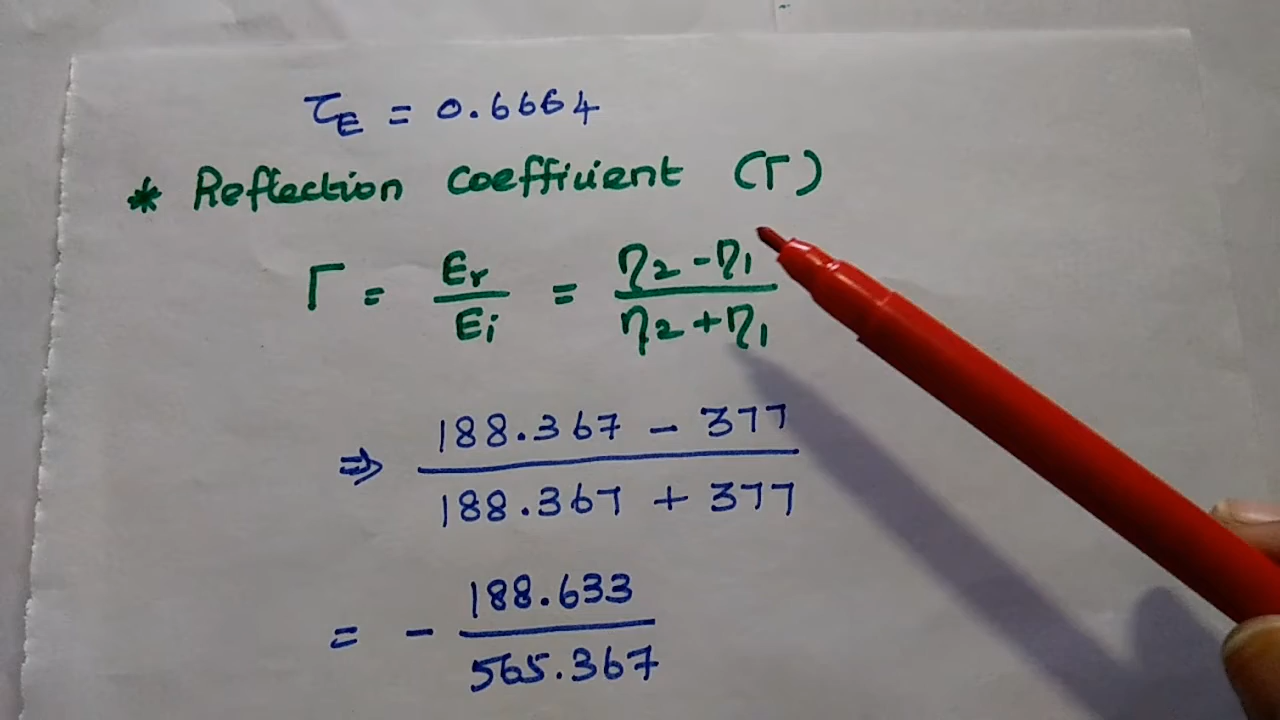 τE = 0.6664
* Reflection coefficient (Γ)
Γ = Er/Ei = η2 - η1/η2 + η1
⇒ 188.367 - 377/188.367 + 377
= - 188.633/565.367